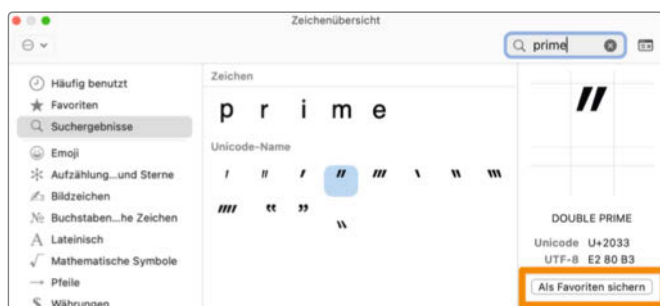 Zeichenübersicht
prime
Häufig benutzt
Favoriten
Suchergebnisse
Emoji
Aufzählung...und Sterne
Bildzeichen
Buchstaben...he Zeichen
Lateinisch
Mathematische Symbole
Pfeile
Währungen
Zeichen
p r i m e
Unicode-Name
′ ″ ′ ″ ‴ ‵ ‶ ‷
⁗ “ ”
‶
″
DOUBLE PRIME
Unicode U+2033
UTF-8 E2 80 B3
Als Favoriten sichern